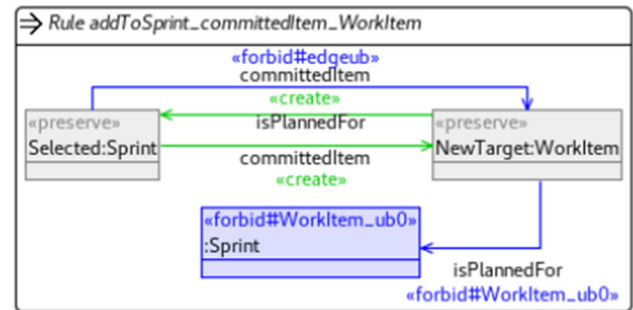 Rule addToSprint_committedItem_WorkItem
«forbid#edgeub»
committedItem
«create»
isPlannedFor
«preserve»
Selected:Sprint
«preserve»
NewTarget:WorkItem
committedItem
«create»
«forbid#WorkItem_ub0»
:Sprint
isPlannedFor
«forbid#WorkItem_ub0»